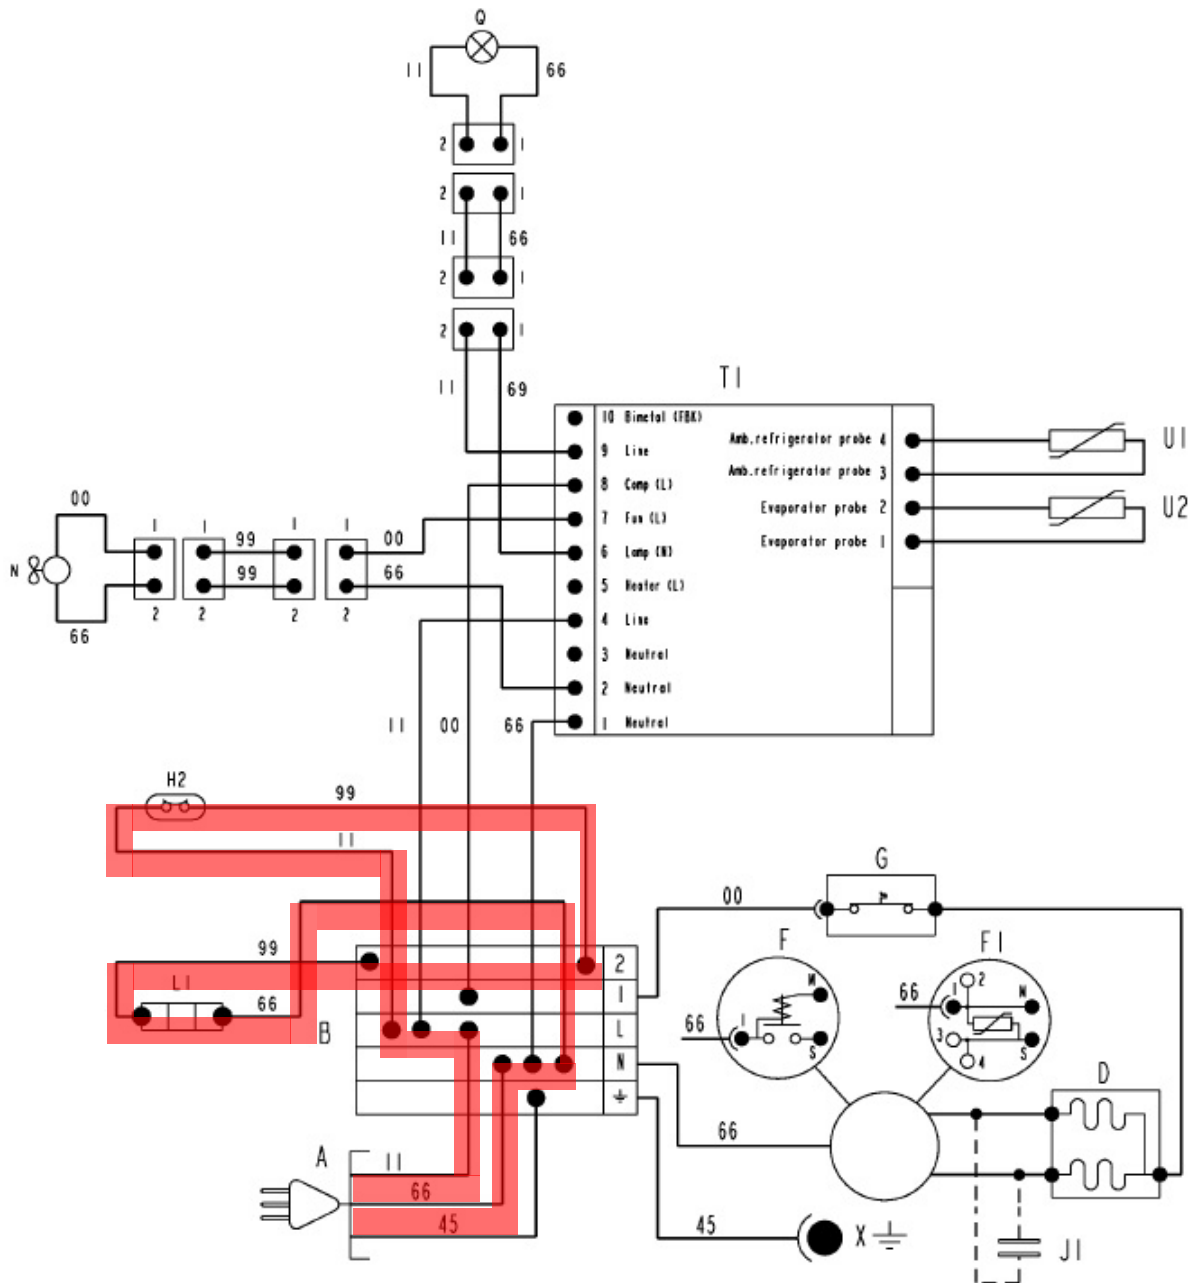 Q
11 66
2 1
2 1
11 66
2 1
2 1
11 69
T1
10 Bimetal (FBK)
9 Line
8 Comp (L)
7 Fan (L)
6 Lamp (N)
5 Heater (L)
4 Line
3 Neutral
2 Neutral
1 Neutral
Amb.refrigerator probe 4
Amb.refrigerator probe 3
Evaporator probe 2
Evaporator probe 1
U1
U2
00
1 1 1 1
99 00
N
99 66
2 2 2 2
66
11 00 66
H2
99
11
G
00
F F1
99
L1
66
B
2
1
L
N
66 1 M S
66 1 2 N 3 S 4
D
A
11
66
45
66
45
X
J1